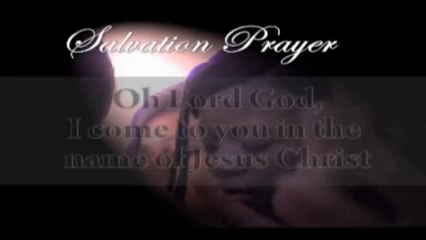 Salvation Prayer
Oh Lord God,
I come to you in the
name of Jesus Christ